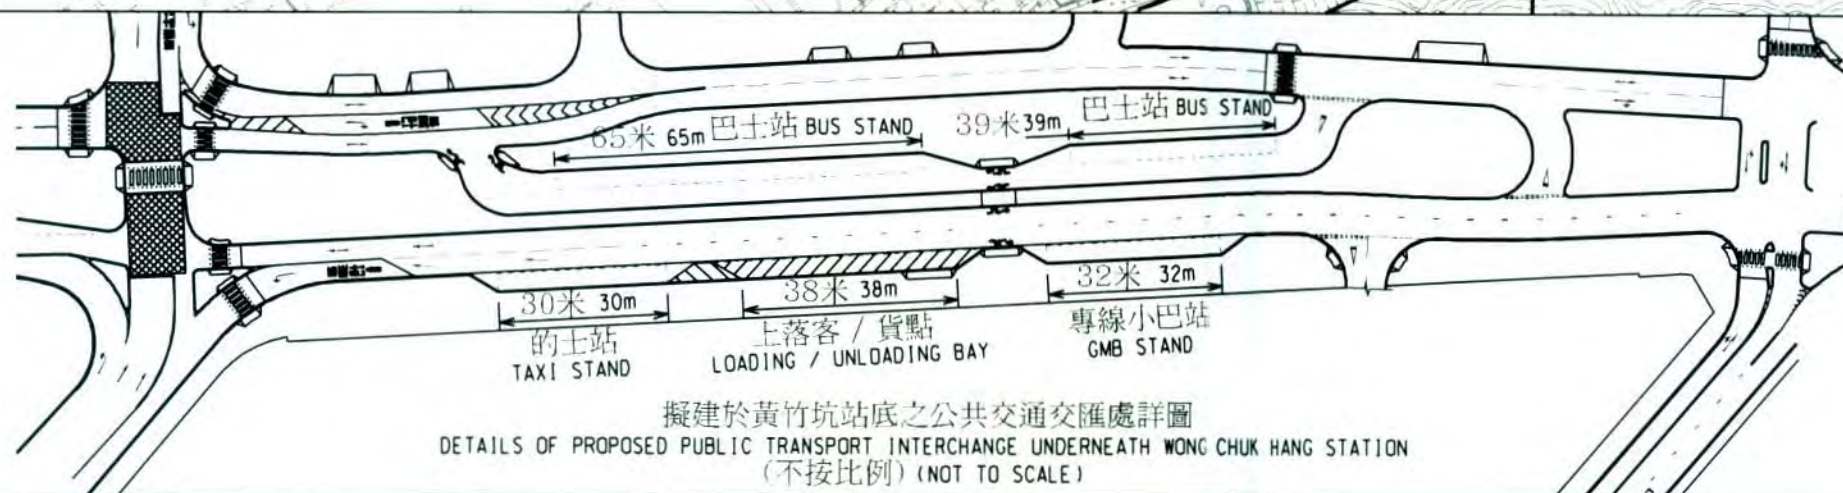 65米 65m 巴士站 BUS STAND
39米 39m 巴士站 BUS STAND
30米 30m
的士站
TAXI STAND
38米 38m
上落客 / 貨點
LOADING / UNLOADING BAY
32米 32m
專線小巴站
GMB STAND
擬建於黃竹坑站底之公共交通交匯處詳圖
DETAILS OF PROPOSED PUBLIC TRANSPORT INTERCHANGE UNDERNEATH WONG CHUK HANG STATION
(不按比例) (NOT TO SCALE)